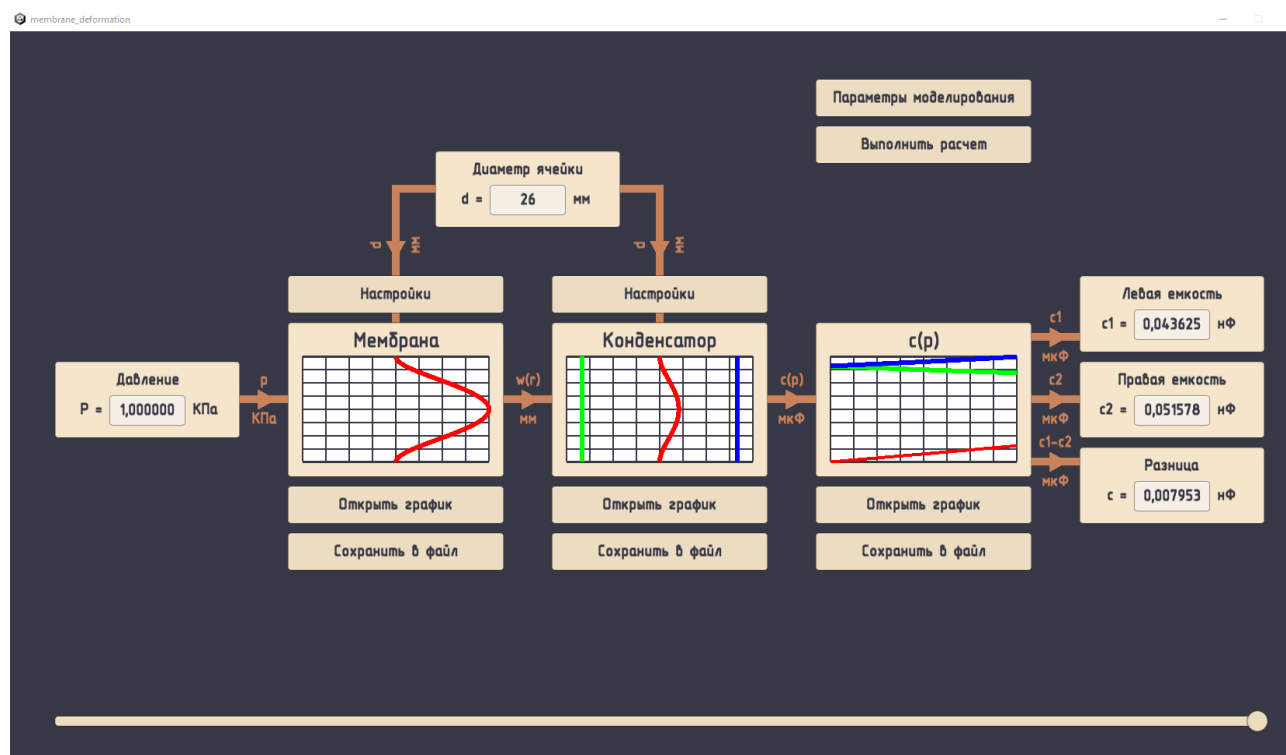 membrane_deformation
Параметры моделирования
Выполнить расчет
Диаметр ячейки
d = 26 мм
d мм
d мм
Настройки
Настройки
Мембрана
Конденсатор
c(p)
Давление
P = 1,000000 КПа
p
КПа
w(r)
мм
c(p)
мкФ
c1
мкФ
c2
мкФ
c1-c2
мкФ
Левая емкость
c1 = 0,043625 нФ
Правая емкость
c2 = 0,051578 нФ
Разница
c = 0,007953 нФ
Открыть график
Открыть график
Открыть график
Сохранить в файл
Сохранить в файл
Сохранить в файл